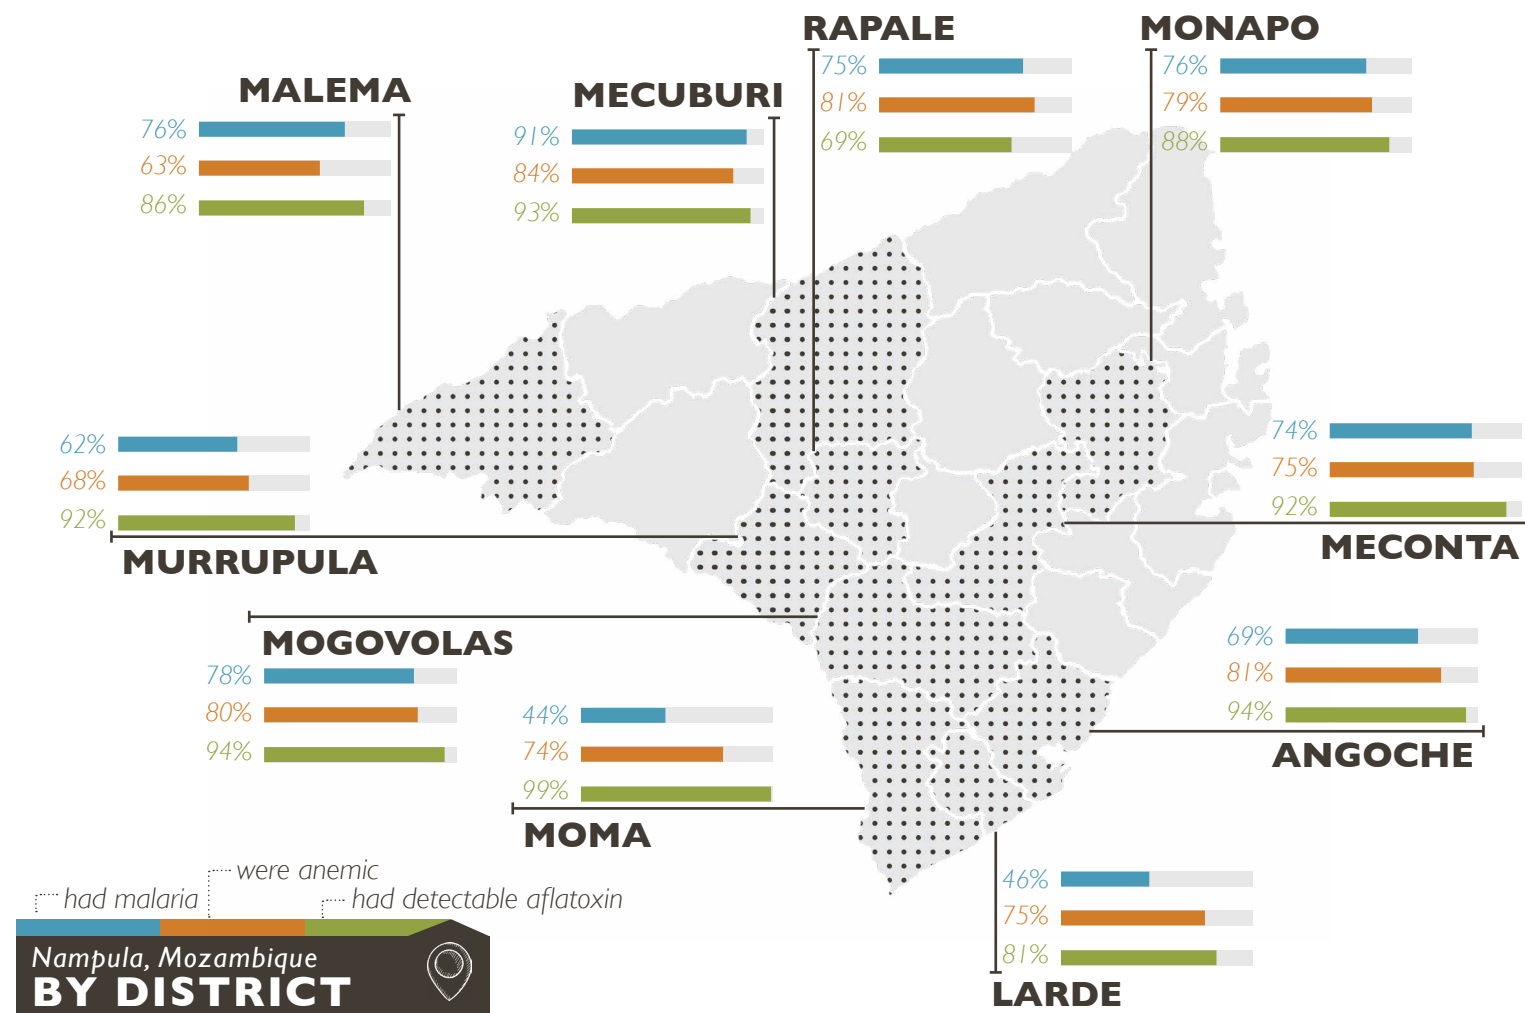 RAPALE
75%
81%
69%
MONAPO
76%
79%
88%
MALEMA
76%
63%
86%
MECUBURI
91%
84%
93%
62%
68%
92%
MURRUPULA
74%
75%
92%
MECONTA
MOGOVOLAS
78%
80%
94%
69%
81%
94%
ANGOCHE
44%
74%
99%
MOMA
46%
75%
81%
LARDE
were anemic
had malaria
had detectable aflatoxin
Nampula, Mozambique
BY DISTRICT